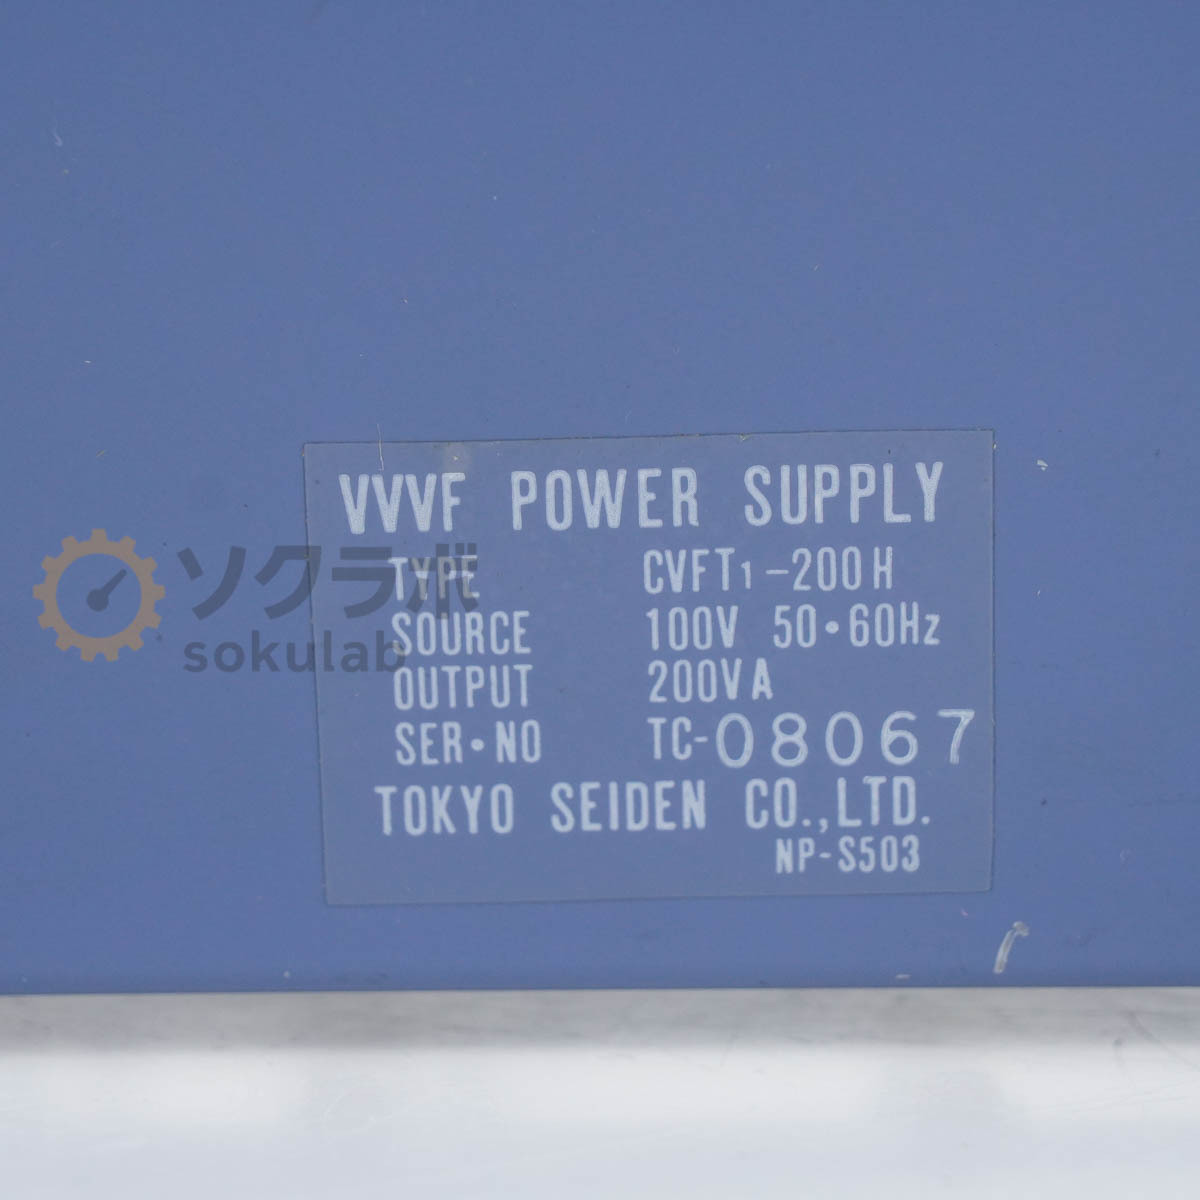 VVVF POWER SUPPLY
TYPE CVFT1-200H
SOURCE 100V 50・60Hz
OUTPUT 200VA
SER・NO TC-08067
TOKYO SEIDEN CO.,LTD.
NP-S503
ソクラボ
sokulab